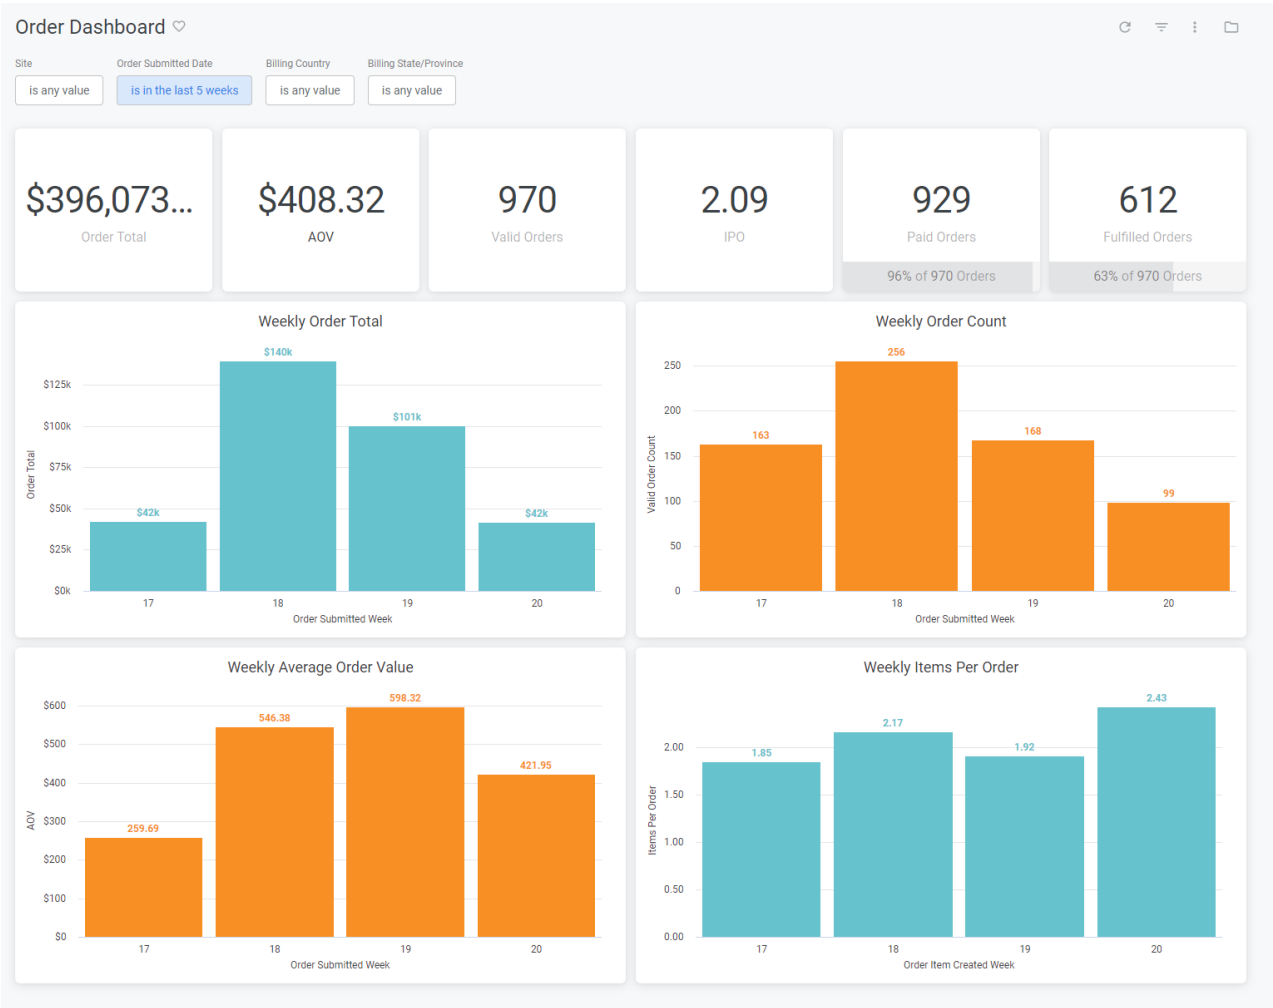 Order Dashboard
Site
Order Submitted Date
Billing Country
Billing State/Province
is any value
is in the last 5 weeks
is any value
is any value
$396,073...
Order Total
$408.32
AOV
970
Valid Orders
2.09
IPO
929
Paid Orders
96% of 970 Orders
612
Fulfilled Orders
63% of 970 Orders
Weekly Order Total
Order Total
$125k
$100k
$75k
$50k
$25k
$0k
$42k
$140k
$101k
$42k
17
18
19
20
Order Submitted Week
Weekly Order Count
Valid Order Count
250
200
150
100
50
0
163
256
168
99
17
18
19
20
Order Submitted Week
Weekly Average Order Value
AOV
$600
$500
$400
$300
$200
$100
$0
259.69
546.38
598.32
421.95
17
18
19
20
Order Submitted Week
Weekly Items Per Order
Items Per Order
2.00
1.50
1.00
0.50
0.00
1.85
2.17
1.92
2.43
17
18
19
20
Order Item Created Week